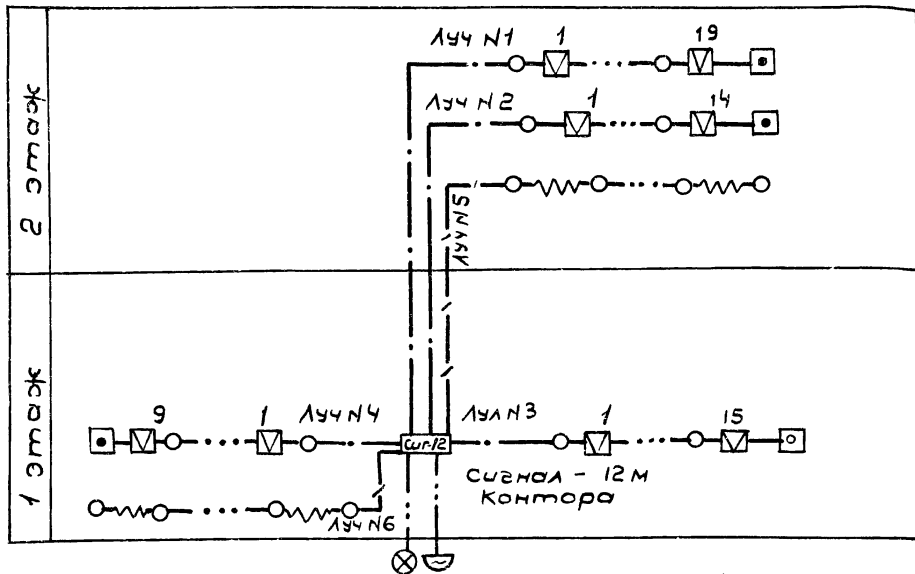 2 этаж
Луч N1
1
19
Луч N2
1
14
Луч N5
1 этаж
9
1
Луч N4
Сиг-12
Лул N3
1
15
Сигнал - 12м
Контора
Луч N6